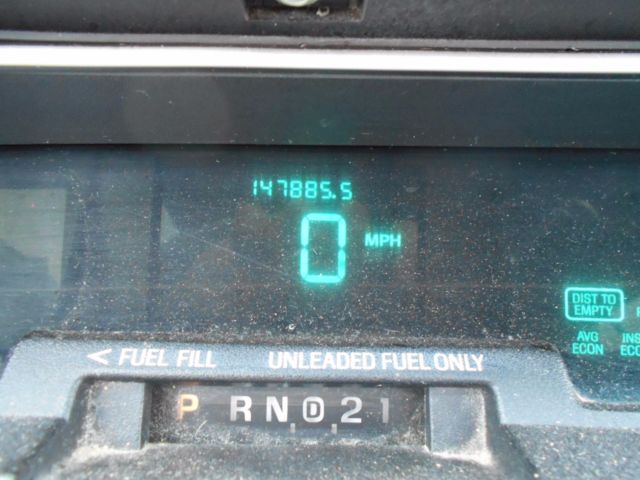 147885.5
0 MPH
DIST TO
EMPTY
AVG
ECON
< FUEL FILL UNLEADED FUEL ONLY
P R N D 2 1